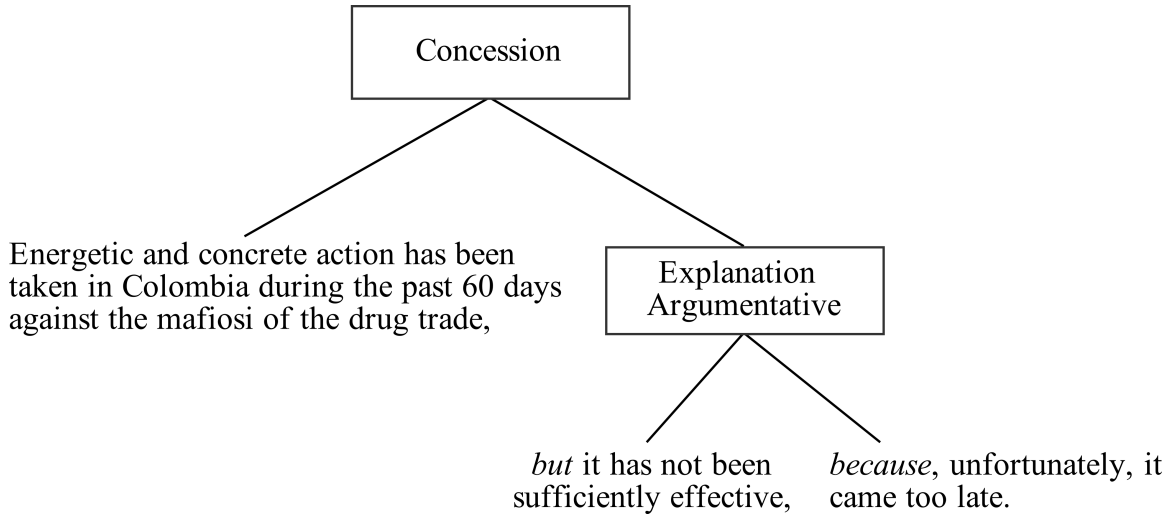 Concession
Energetic and concrete action has been
taken in Colombia during the past 60 days
against the mafiosi of the drug trade,
Explanation
Argumentative
but it has not been
sufficiently effective,
because, unfortunately, it
came too late.